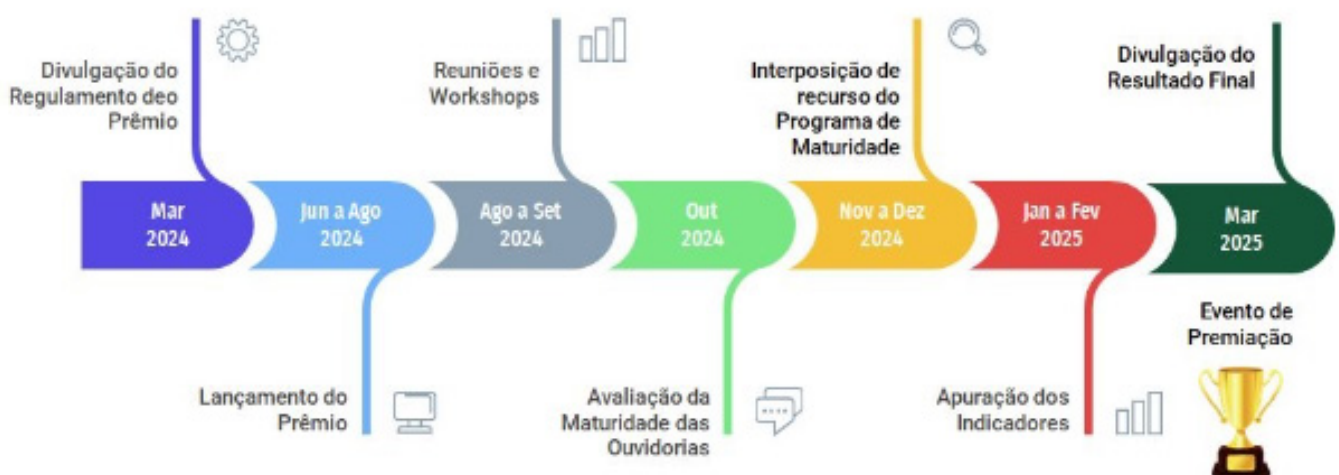 Divulgação do
Regulamento deo
Prêmio
Reuniões e
Workshops
Interposição de
recurso do
Programa de
Maturidade
Divulgação do
Resultado Final
Mar
2024
Jun a Ago
2024
Ago a Set
2024
Out
2024
Nov a Dez
2024
Jan a Fev
2025
Mar
2025
Lançamento do
Prêmio
Avaliação da
Maturidade das
Ouvidorias
Apuração dos
Indicadores
Evento de
Premiação